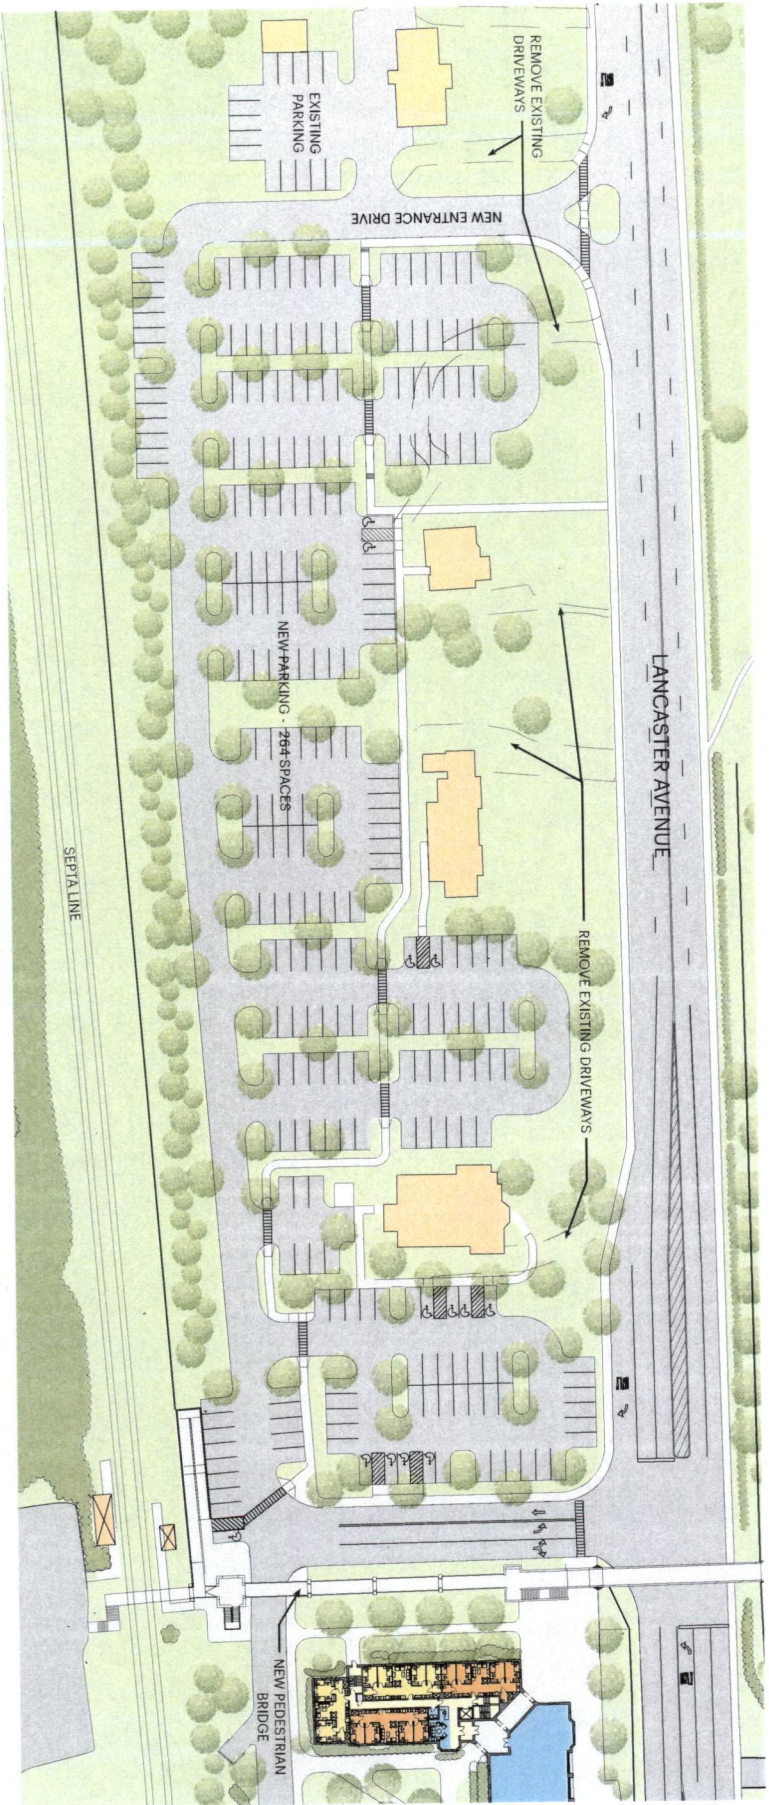 REMOVE EXISTING
DRIVEWAYS
EXISTING
PARKING
NEW ENTRANCE DRIVE
LANCASTER AVENUE
NEW PARKING - 264 SPACES
SEPTA LINE
REMOVE EXISTING DRIVEWAYS
NEW PEDESTRIAN
BRIDGE